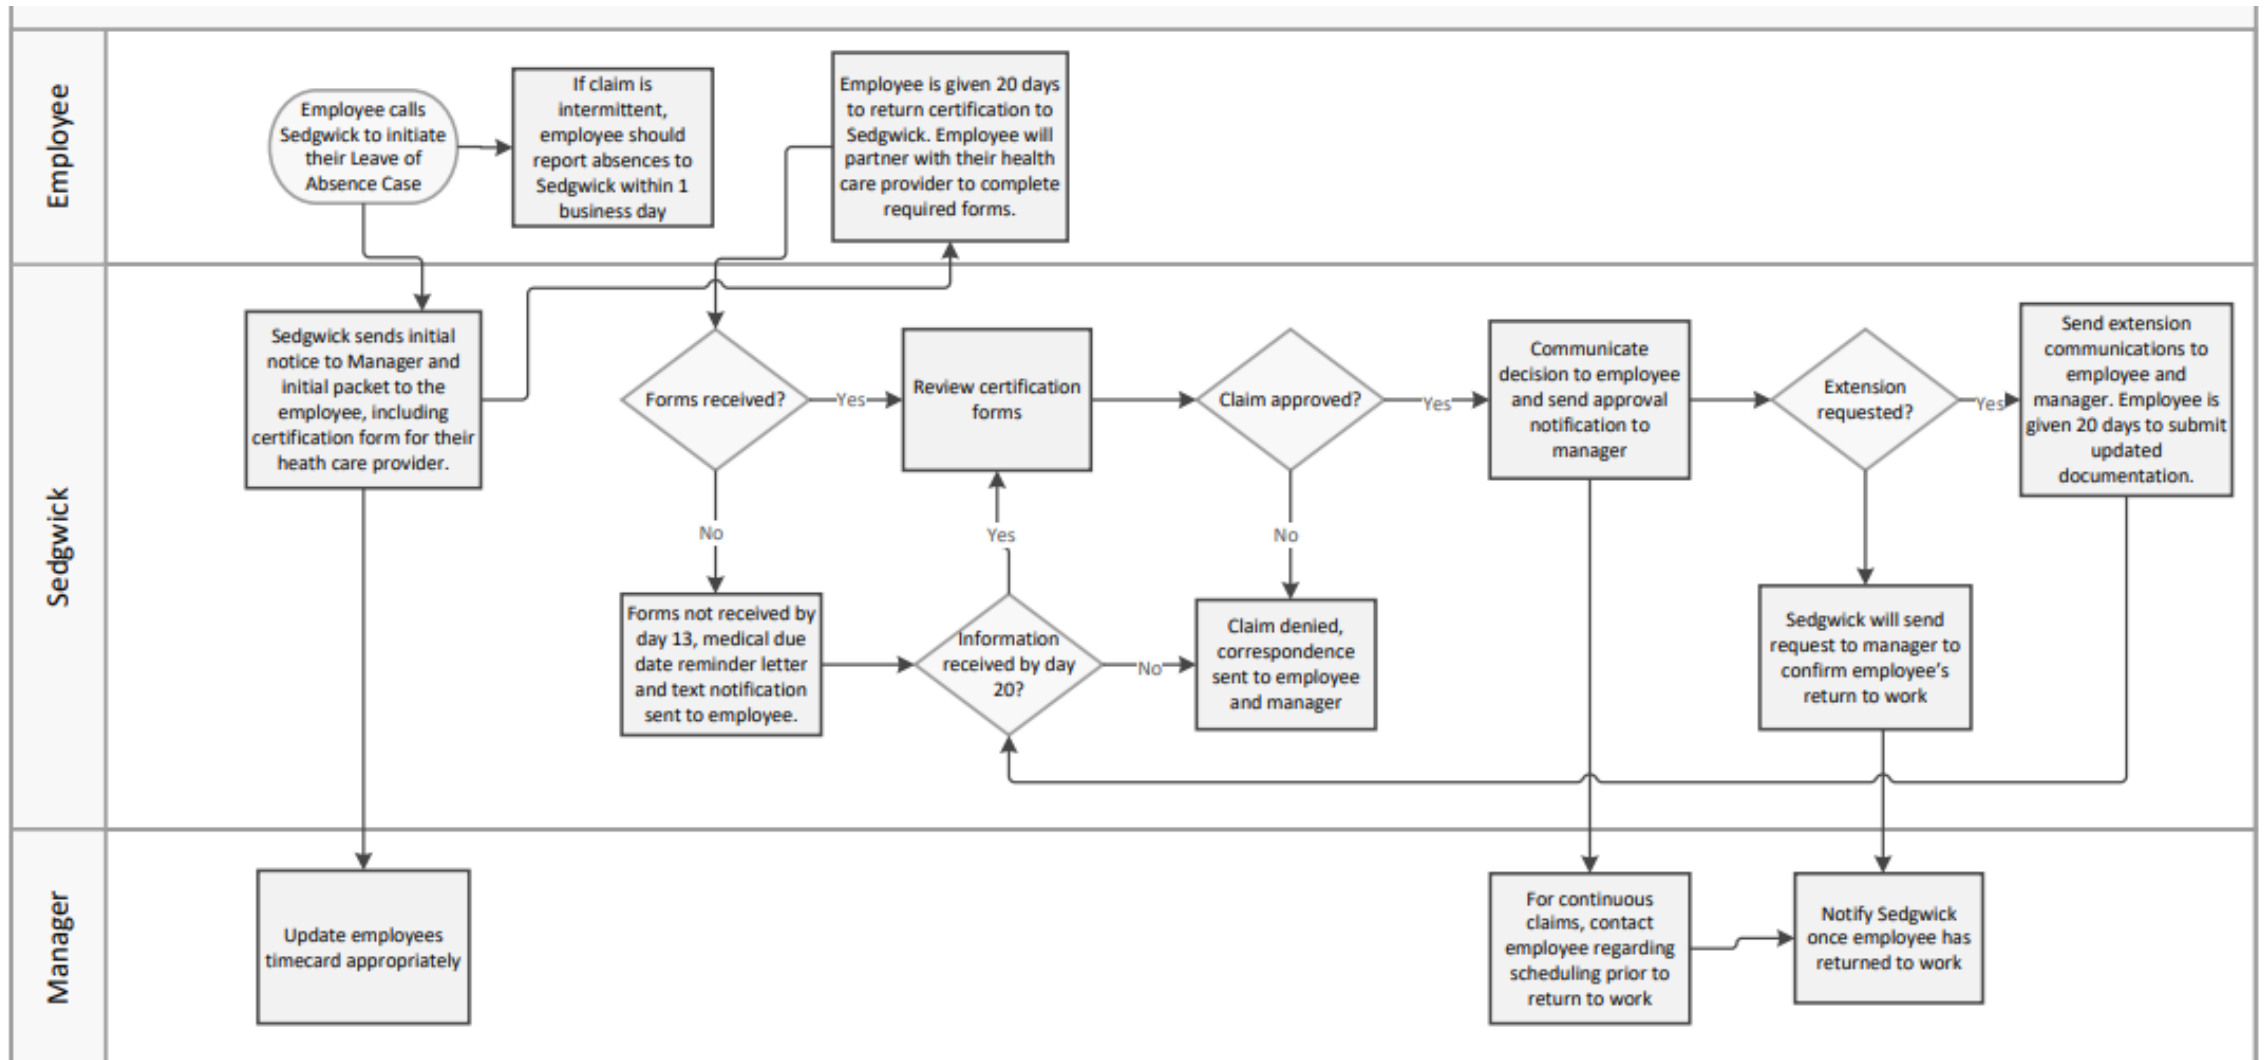 Employee
Employee calls
Sedgwick to initiate
their Leave of
Absence Case
If claim is
intermittent,
employee should
report absences to
Sedgwick within 1
business day
Employee is given 20 days
to return certification to
Sedgwick. Employee will
partner with their health
care provider to complete
required forms.
Sedgwick
Sedgwick sends initial
notice to Manager and
initial packet to the
employee, including
certification form for their
heath care provider.
Forms received?
Yes
Review certification
forms
Claim approved?
Yes
Communicate
decision to employee
and send approval
notification to
manager
Extension
requested?
Yes
Send extension
communications to
employee and
manager. Employee is
given 20 days to submit
updated
documentation.
No
Yes
No
Forms not received by
day 13, medical due
date reminder letter
and text notification
sent to employee.
Information
received by day
20?
No
Claim denied,
correspondence
sent to employee
and manager
Sedgwick will send
request to manager to
confirm employee's
return to work
Manager
Update employees
timecard appropriately
For continuous
claims, contact
employee regarding
scheduling prior to
return to work
Notify Sedgwick
once employee has
returned to work